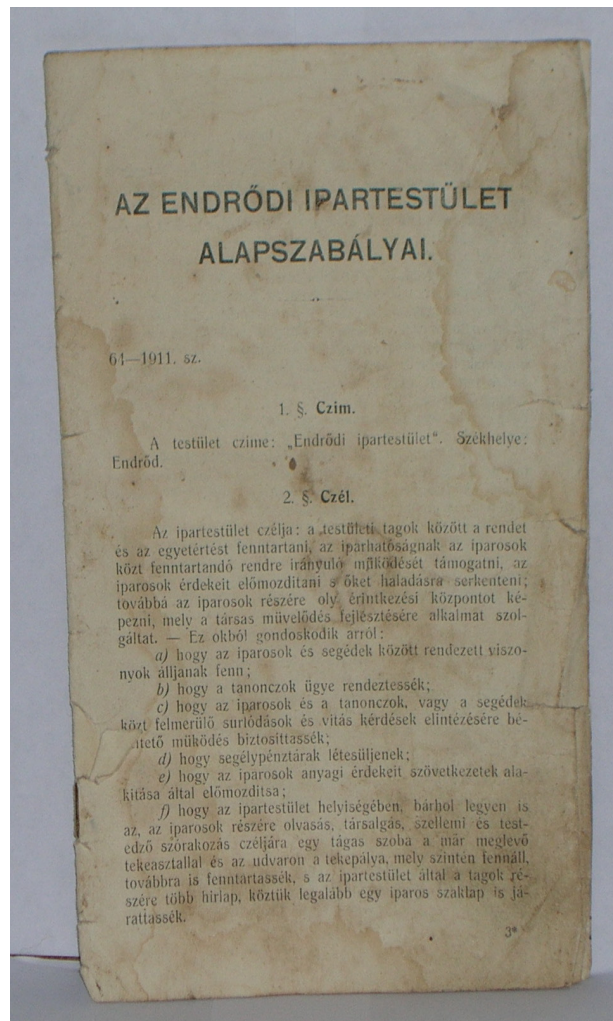 AZ ENDRŐDI IPARTESTÜLET
ALAPSZABÁLYAI.
61—1911. sz.
1. §. Czim.
A testület czime: „Endrődi ipartestület“. Székhelye:
Endrőd.
2. §. Czél.
Az ipartestület czélja: a testületi tagok között a rendet
és az egyetértést fenntartani, az iparhatóságnak az iparosok
közt fenntartandó rendre irányuló működését támogatni, az
iparosok érdekeit előmozditani s őket haladásra serkenteni;
továbbá az iparosok részére oly érintkezési központot ké-
pezni, mely a társas müvelődés fejlesztésére alkalmat szol-
gáltat. — Ez okból gondoskodik arról:
a) hogy az iparosok és segédek között rendezett viszo-
nyok álljanak fenn;
b) hogy a tanonczok ügye rendeztessék;
c) hogy az iparosok és a tanonczok, vagy a segédek
közt felmerülő surlódások és vitás kérdések elintézésére bé-
itető müködés biztosittassék;
d) hogy segélypénztárak létesüljenek;
e) hogy az iparosok anyagi érdekeit szövetkezetek ala-
kitása által előmozditsa;
f) hogy az ipartestület helyiségében, bárhol legyen is
az, az iparosok részére olvasás, társalgás, szellemi és test-
edző szórakozás czéljára egy tágas szoba a már meglevő
tekeasztallal és az udvaron a tekepálya, mely szintén fennáll,
továbbra is fenntartassék, s az ipartestület által a tagok ré-
szére több hirlap, köztük legalább egy iparos szaklap is já-
rattassék.
3*